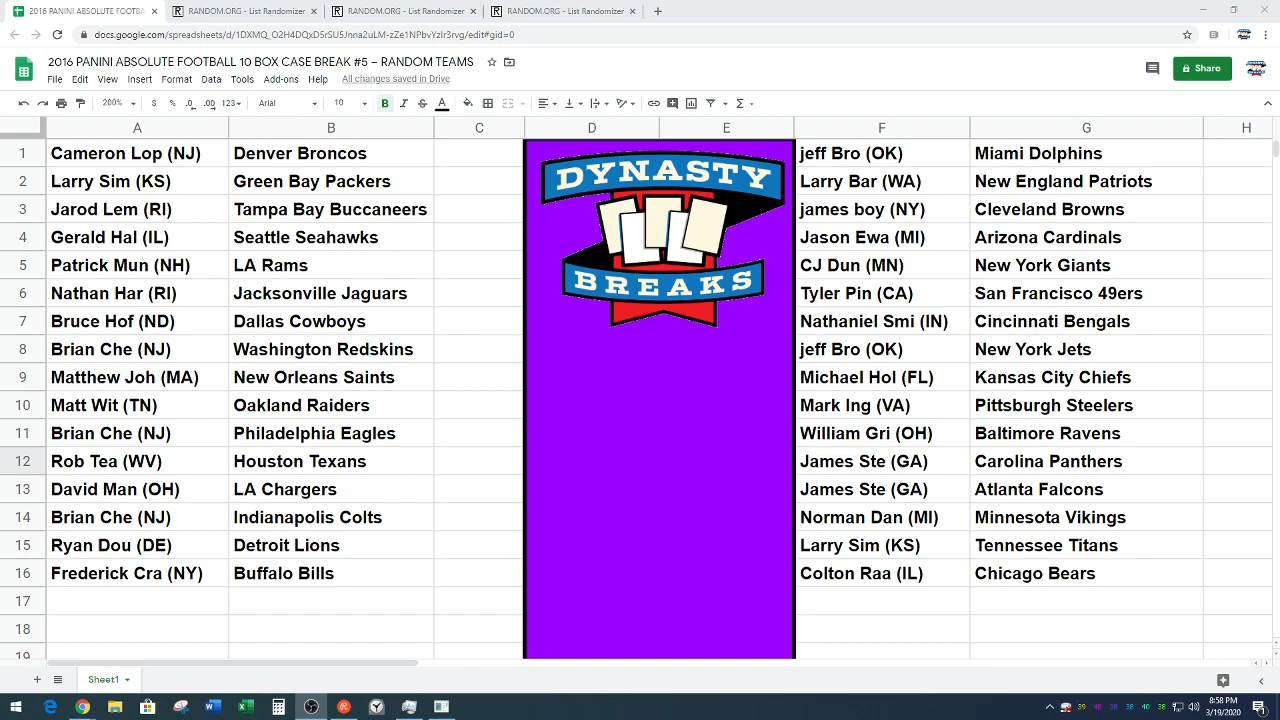 2016 PANINI ABSOLUTE FOOTBA
RANDOM.ORG - List Randomizer
RANDOM.ORG - List Randomizer
RANDOM.ORG - List Randomizer
docs.google.com/spreadsheets/d/1DXMQ_O2H4DQxD5rSU5Jnna2uLM-zZe1NPbvYzIr3rvg/edit#gid=0
2016 PANINI ABSOLUTE FOOTBALL 10 BOX CASE BREAK #5 – RANDOM TEAMS
File Edit View Insert Format Data Tools Add-ons Help All changes saved in Drive
Share
200% $ % .0 .00 123 Arial 10 B I S A
A B C D E F G H
1 Cameron Lop (NJ) Denver Broncos jeff Bro (OK) Miami Dolphins
2 Larry Sim (KS) Green Bay Packers Larry Bar (WA) New England Patriots
3 Jarod Lem (RI) Tampa Bay Buccaneers james boy (NY) Cleveland Browns
4 Gerald Hal (IL) Seattle Seahawks Jason Ewa (MI) Arizona Cardinals
5 Patrick Mun (NH) LA Rams CJ Dun (MN) New York Giants
6 Nathan Har (RI) Jacksonville Jaguars Tyler Pin (CA) San Francisco 49ers
7 Bruce Hof (ND) Dallas Cowboys Nathaniel Smi (IN) Cincinnati Bengals
8 Brian Che (NJ) Washington Redskins jeff Bro (OK) New York Jets
9 Matthew Joh (MA) New Orleans Saints Michael Hol (FL) Kansas City Chiefs
10 Matt Wit (TN) Oakland Raiders Mark Ing (VA) Pittsburgh Steelers
11 Brian Che (NJ) Philadelphia Eagles William Gri (OH) Baltimore Ravens
12 Rob Tea (WV) Houston Texans James Ste (GA) Carolina Panthers
13 David Man (OH) LA Chargers James Ste (GA) Atlanta Falcons
14 Brian Che (NJ) Indianapolis Colts Norman Dan (MI) Minnesota Vikings
15 Ryan Dou (DE) Detroit Lions Larry Sim (KS) Tennessee Titans
16 Frederick Cra (NY) Buffalo Bills Colton Raa (IL) Chicago Bears
17
18
19
DYNASTY
BREAKS
Sheet1
39 40 38 38 40 38
8:58 PM
3/19/2020